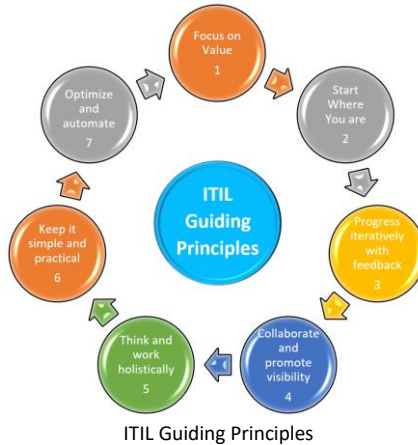 Focus on
Value
1
Start
Where
You are
2
Progress
iteratively with
feedback
3
Collaborate
and
promote
visibility
4
Think and
work
holistically
5
Keep it
simple and
practical
6
Optimize
and
automate
7
ITIL
Guiding
Principles
ITIL Guiding Principles